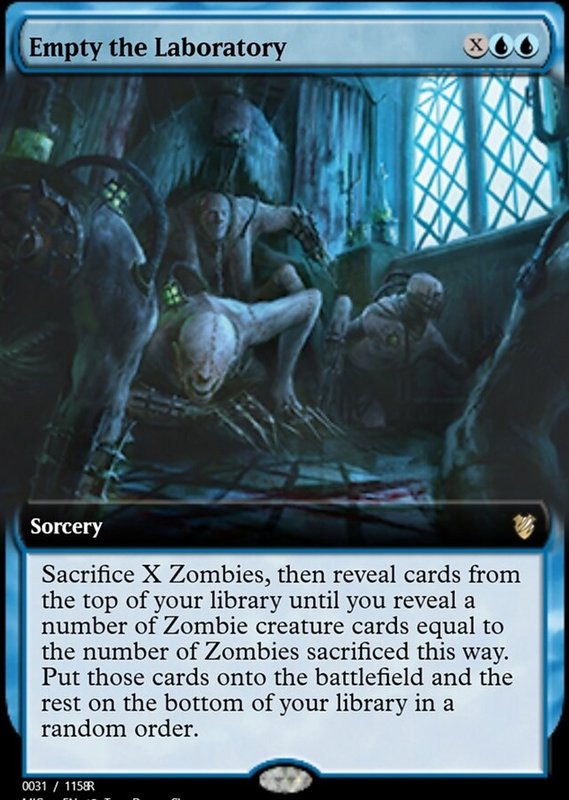 Empty the Laboratory
X
Sorcery
Sacrifice X Zombies, then reveal cards from
the top of your library until you reveal a
number of Zombie creature cards equal to
the number of Zombies sacrificed this way.
Put those cards onto the battlefield and the
rest on the bottom of your library in a
random order.
0031 / 1158R